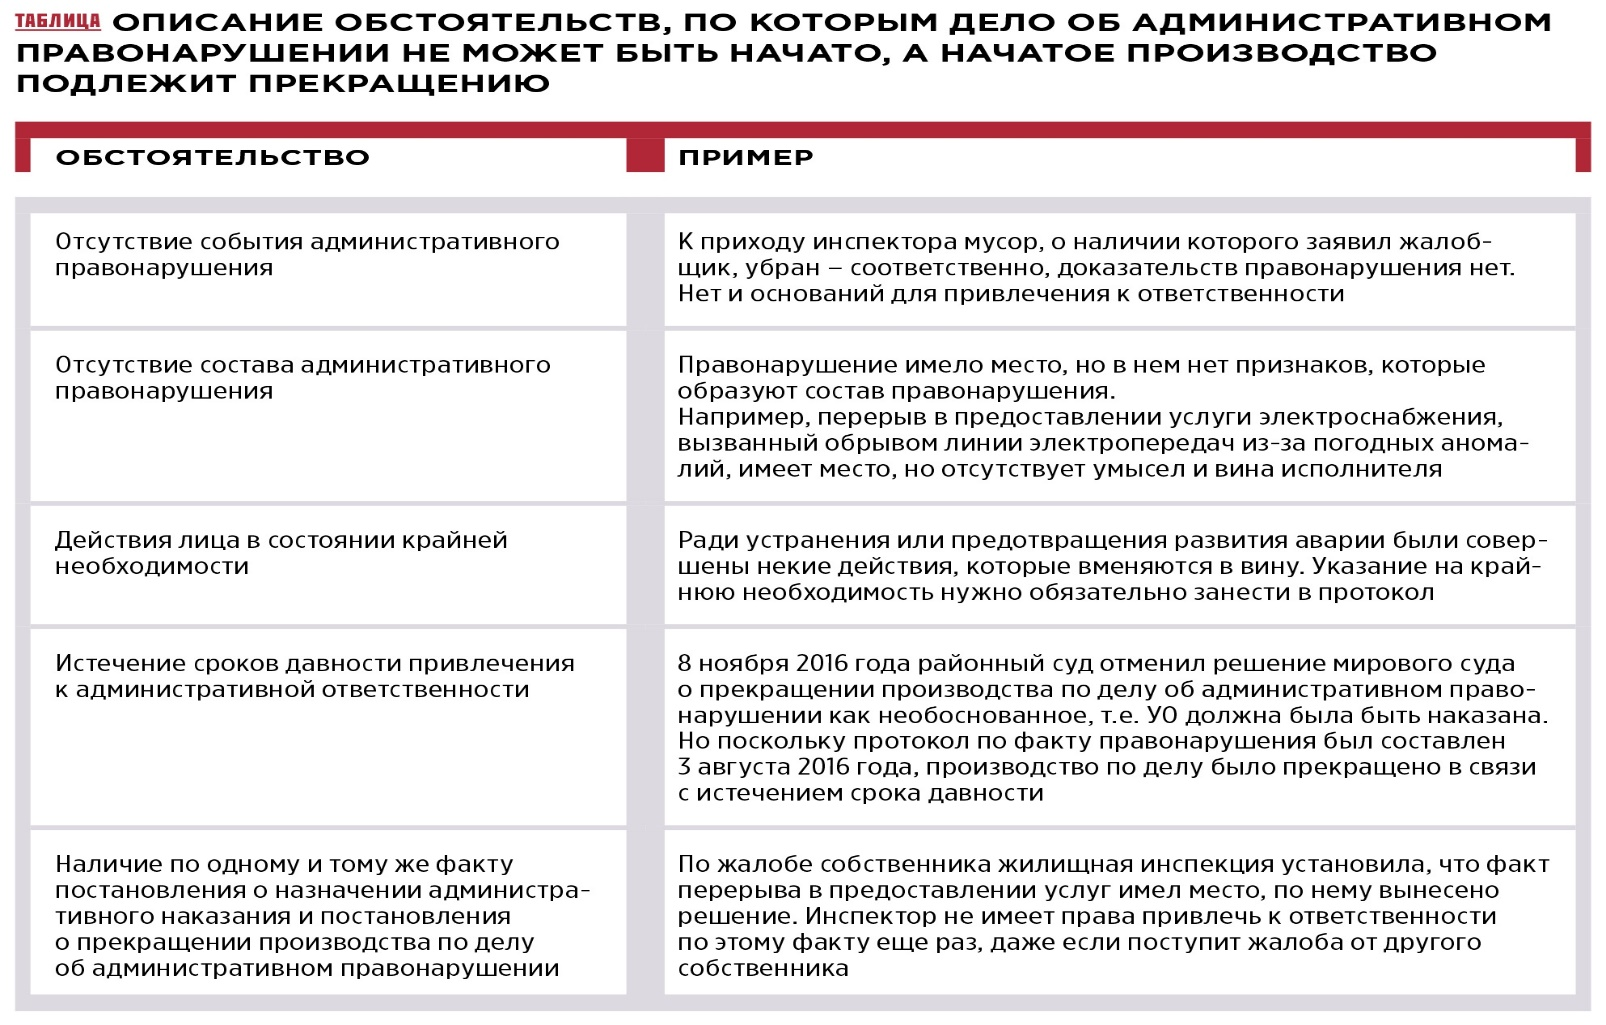 ТАБЛИЦА ОПИСАНИЕ ОБСТОЯТЕЛЬСТВ, ПО КОТОРЫМ ДЕЛО ОБ АДМИНИСТРАТИВНОМ
ПРАВОНАРУШЕНИИ НЕ МОЖЕТ БЫТЬ НАЧАТО, А НАЧАТОЕ ПРОИЗВОДСТВО
ПОДЛЕЖИТ ПРЕКРАЩЕНИЮ
ОБСТОЯТЕЛЬСТВО
ПРИМЕР
Отсутствие события административного
правонарушения
К приходу инспектора мусор, о наличии которого заявил жалоб-
щик, убран – соответственно, доказательств правонарушения нет.
Нет и оснований для привлечения к ответственности
Отсутствие состава административного
правонарушения
Правонарушение имело место, но в нем нет признаков, которые
образуют состав правонарушения.
Например, перерыв в предоставлении услуги электроснабжения,
вызванный обрывом линии электропередач из-за погодных анома-
лий, имеет место, но отсутствует умысел и вина исполнителя
Действия лица в состоянии крайней
необходимости
Ради устранения или предотвращения развития аварии были совер-
шены некие действия, которые вменяются в вину. Указание на край-
нюю необходимость нужно обязательно занести в протокол
Истечение сроков давности привлечения
к административной ответственности
8 ноября 2016 года районный суд отменил решение мирового суда
о прекращении производства по делу об административном право-
нарушении как необоснованное, т.е. УО должна была быть наказана.
Но поскольку протокол по факту правонарушения был составлен
3 августа 2016 года, производство по делу было прекращено в связи
с истечением срока давности
Наличие по одному и тому же факту
постановления о назначении администра-
тивного наказания и постановления
о прекращении производства по делу
об административном правонарушении
По жалобе собственника жилищная инспекция установила, что факт
перерыва в предоставлении услуг имел место, по нему вынесено
решение. Инспектор не имеет права привлечь к ответственности
по этому факту еще раз, даже если поступит жалоба от другого
собственника